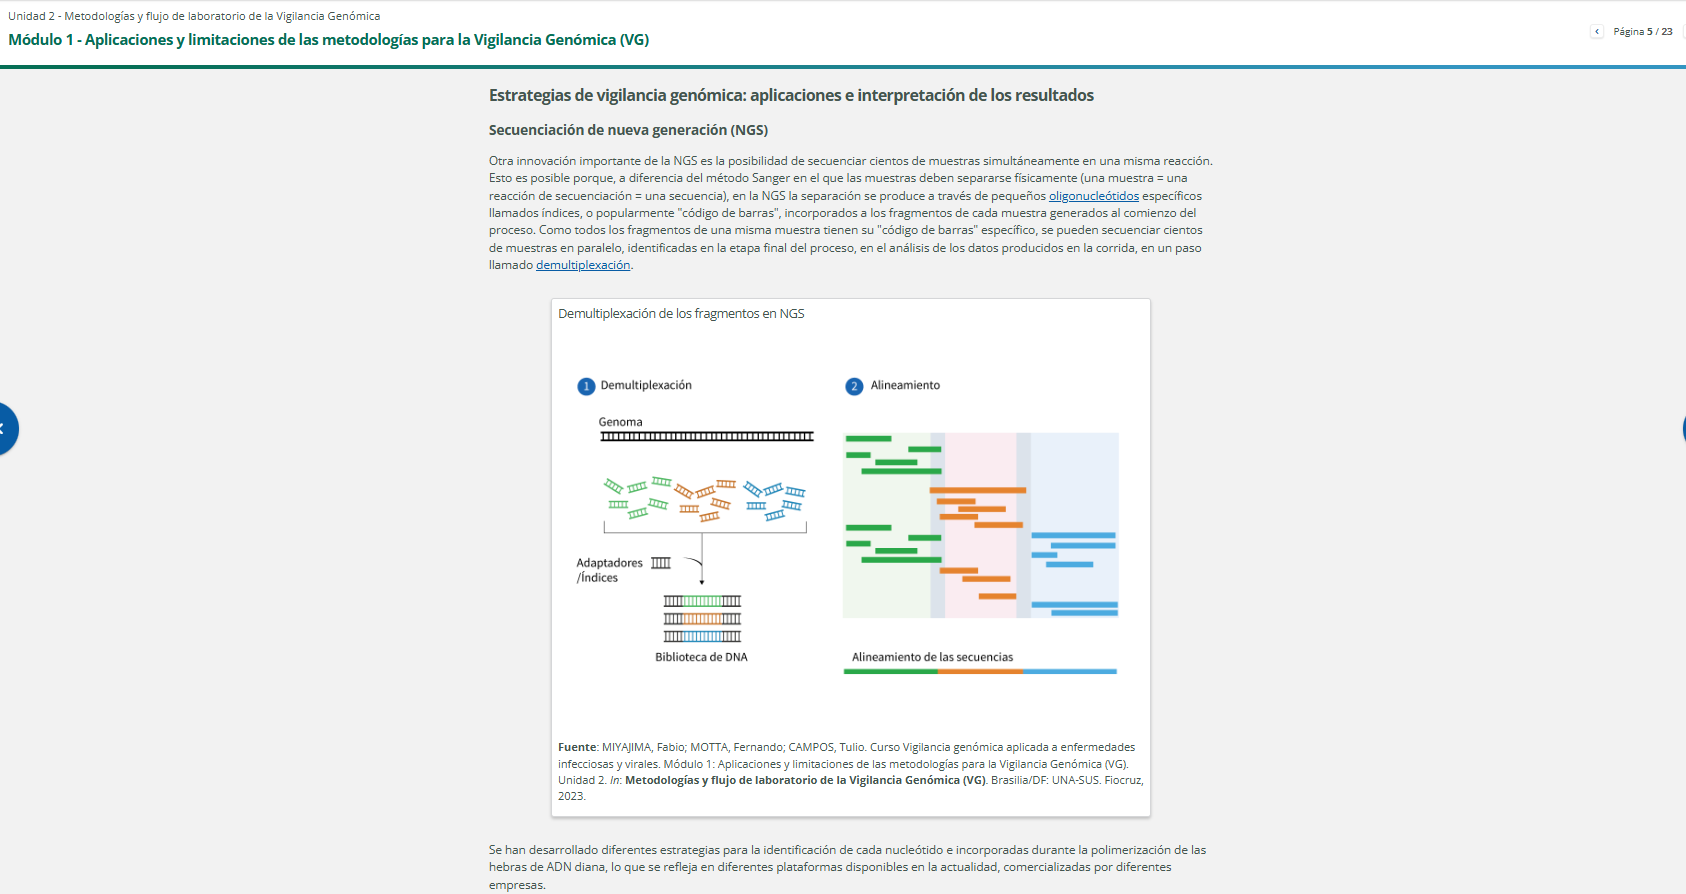 Unidad 2 - Metodologías y flujo de laboratorio de la Vigilancia Genómica
Módulo 1 - Aplicaciones y limitaciones de las metodologías para la Vigilancia Genómica (VG)
Página 5 / 23
Estrategias de vigilancia genómica: aplicaciones e interpretación de los resultados
Secuenciación de nueva generación (NGS)
Otra innovación importante de la NGS es la posibilidad de secuenciar cientos de muestras simultáneamente en una misma reacción.
Esto es posible porque, a diferencia del método Sanger en el que las muestras deben separarse físicamente (una muestra = una
reacción de secuenciación = una secuencia), en la NGS la separación se produce a través de pequeños oligonucleótidos específicos
llamados índices, o popularmente "código de barras", incorporados a los fragmentos de cada muestra generados al comienzo del
proceso. Como todos los fragmentos de una misma muestra tienen su "código de barras" específico, se pueden secuenciar cientos
de muestras en paralelo, identificadas en la etapa final del proceso, en el análisis de los datos producidos en la corrida, en un paso
llamado demultiplexación.
Demultiplexación de los fragmentos en NGS
1 Demultiplexación
Genoma
Adaptadores
/Índices
Biblioteca de DNA
2 Alineamiento
Alineamiento de las secuencias
Fuente: MIYAJIMA, Fabio; MOTTA, Fernando; CAMPOS, Tulio. Curso Vigilancia genómica aplicada a enfermedades
infecciosas y virales. Módulo 1: Aplicaciones y limitaciones de las metodologías para la Vigilancia Genómica (VG).
Unidad 2. In: Metodologías y flujo de laboratorio de la Vigilancia Genómica (VG). Brasilia/DF: UNA-SUS. Fiocruz,
2023.
Se han desarrollado diferentes estrategias para la identificación de cada nucleótido e incorporadas durante la polimerización de las
hebras de ADN diana, lo que se refleja en diferentes plataformas disponibles en la actualidad, comercializadas por diferentes
empresas.